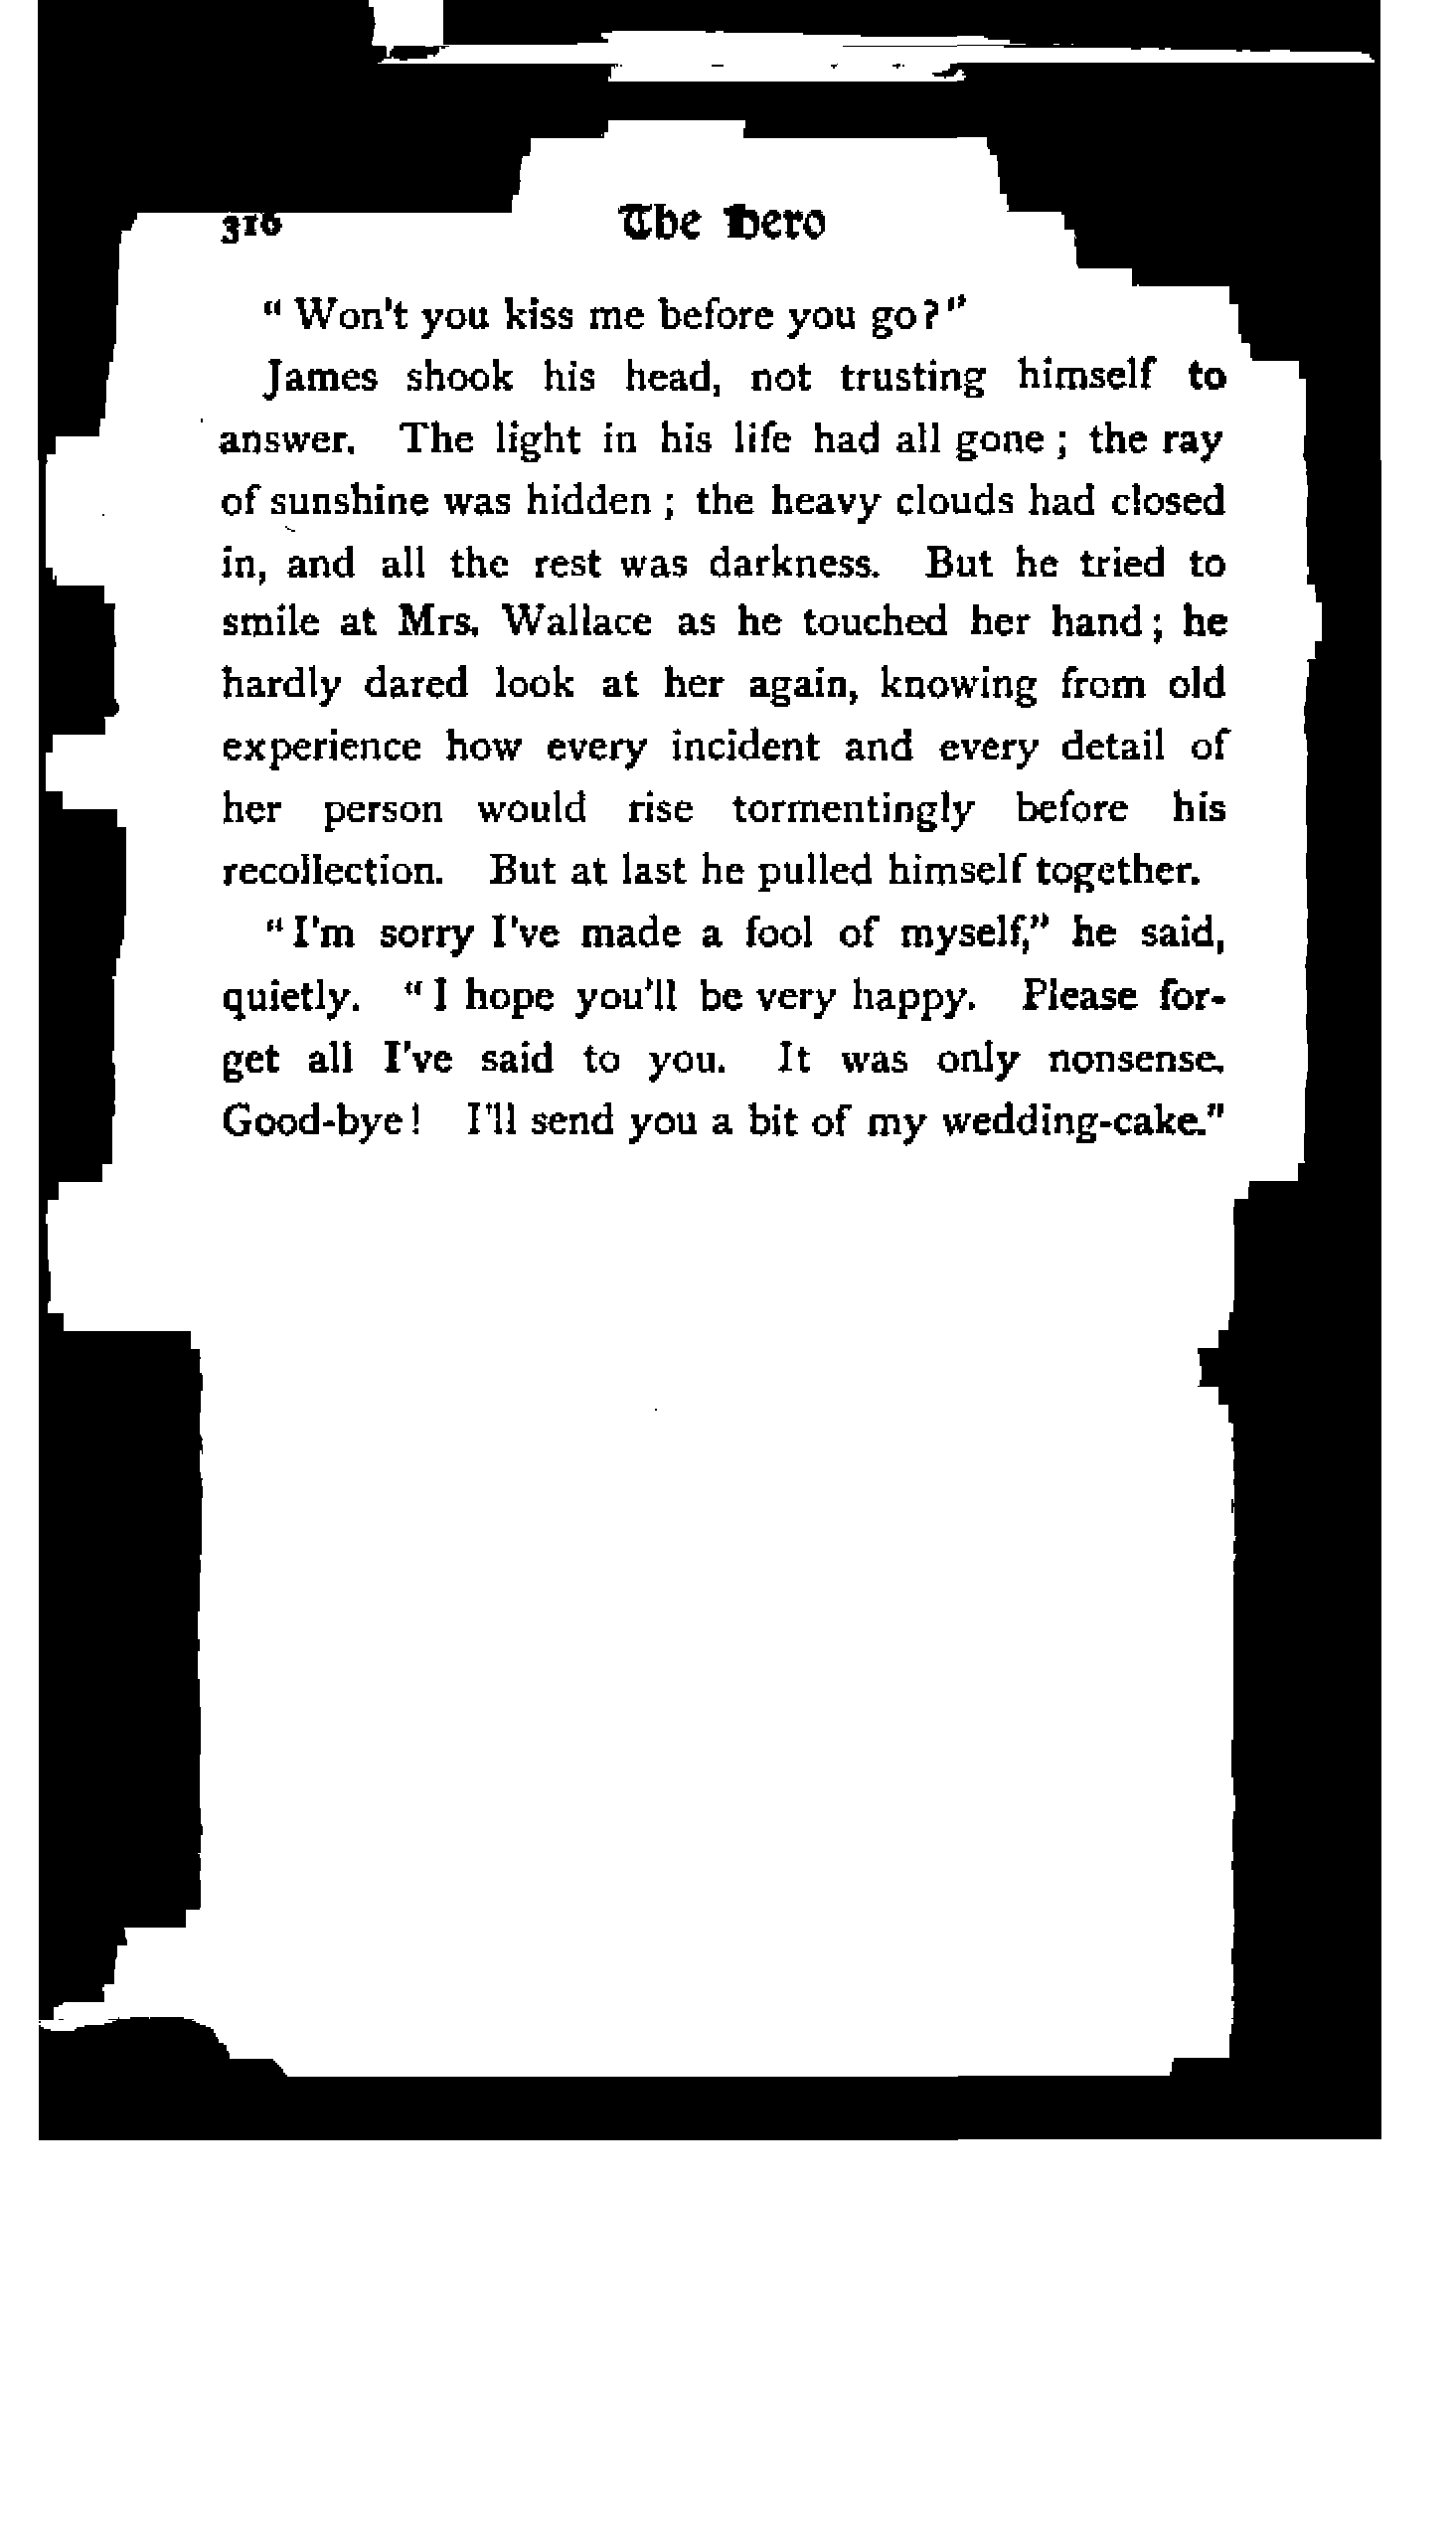 316 The Hero
" Won't you kiss me before you go?"
James shook his head, not trusting himself to
answer. The light in his life had all gone ; the ray
of sunshine was hidden ; the heavy clouds had closed
in, and all the rest was darkness. But he tried to
smile at Mrs. Wallace as he touched her hand; he
hardly dared look at her again, knowing from old
experience how every incident and every detail of
her person would rise tormentingly before his
recollection. But at last he pulled himself together.
"I'm sorry I've made a fool of myself," he said,
quietly. "I hope you'll be very happy. Please for-
get all I've said to you. It was only nonsense.
Good-bye! I'll send you a bit of my wedding-cake."